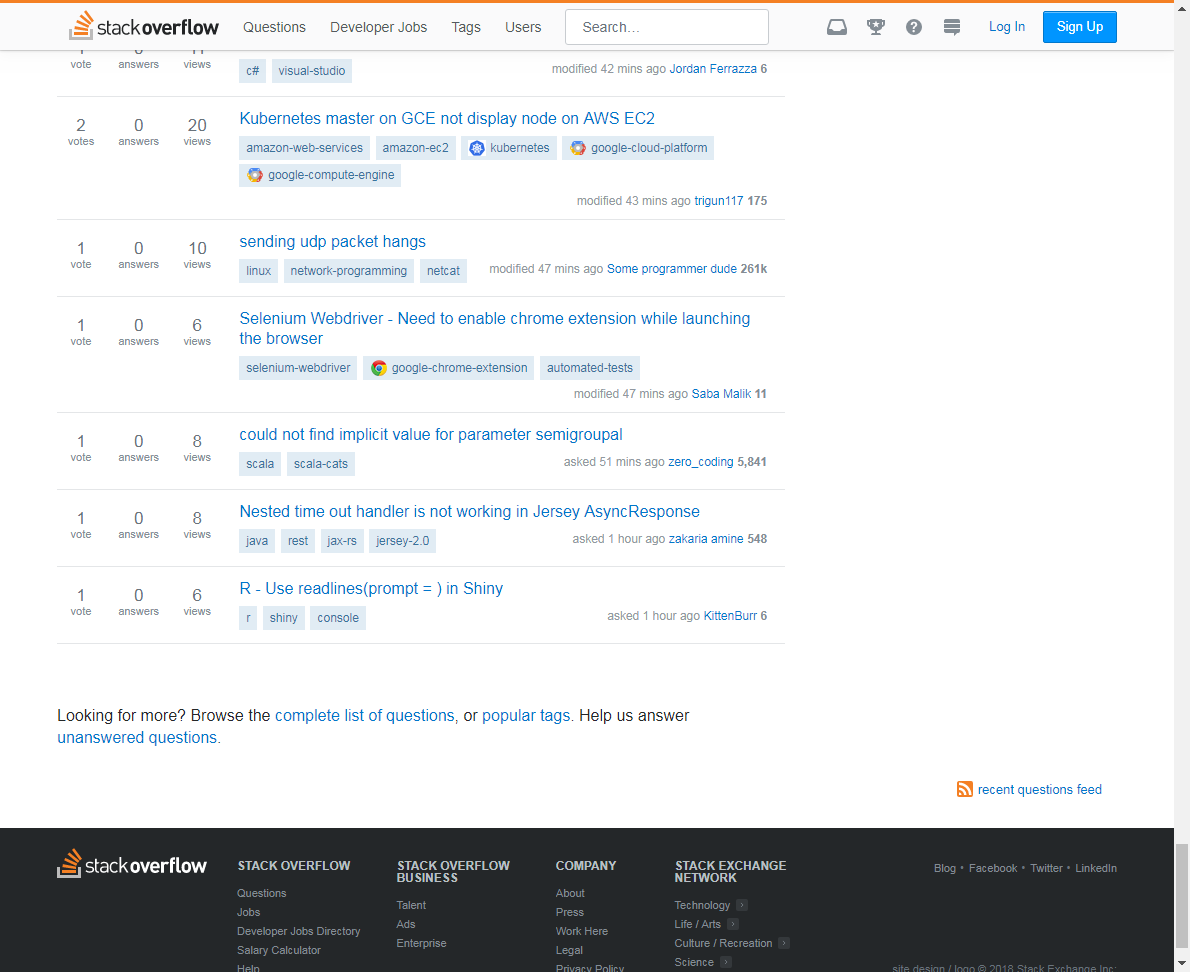 stack overflow Questions Developer Jobs Tags Users Search… Log In Sign Up
vote answers views
c# visual-studio modified 42 mins ago Jordan Ferrazza 6
2 votes 0 answers 20 views
Kubernetes master on GCE not display node on AWS EC2
amazon-web-services amazon-ec2 kubernetes google-cloud-platform
google-compute-engine
modified 43 mins ago trigun117 175
1 vote 0 answers 10 views
sending udp packet hangs
linux network-programming netcat modified 47 mins ago Some programmer dude 261k
1 vote 0 answers 6 views
Selenium Webdriver - Need to enable chrome extension while launching
the browser
selenium-webdriver google-chrome-extension automated-tests
modified 47 mins ago Saba Malik 11
1 vote 0 answers 8 views
could not find implicit value for parameter semigroupal
scala scala-cats asked 51 mins ago zero_coding 5,841
1 vote 0 answers 8 views
Nested time out handler is not working in Jersey AsyncResponse
java rest jax-rs jersey-2.0 asked 1 hour ago zakaria amine 548
1 vote 0 answers 6 views
R - Use readlines(prompt = ) in Shiny
r shiny console asked 1 hour ago KittenBurr 6
Looking for more? Browse the complete list of questions, or popular tags. Help us answer
unanswered questions.
recent questions feed
stack overflow
STACK OVERFLOW
Questions
Jobs
Developer Jobs Directory
Salary Calculator
Help
STACK OVERFLOW
BUSINESS
Talent
Ads
Enterprise
COMPANY
About
Press
Work Here
Legal
Privacy Policy
STACK EXCHANGE
NETWORK
Technology
Life / Arts
Culture / Recreation
Science
Blog • Facebook • Twitter • LinkedIn
site design / logo © 2018 Stack Exchange Inc;